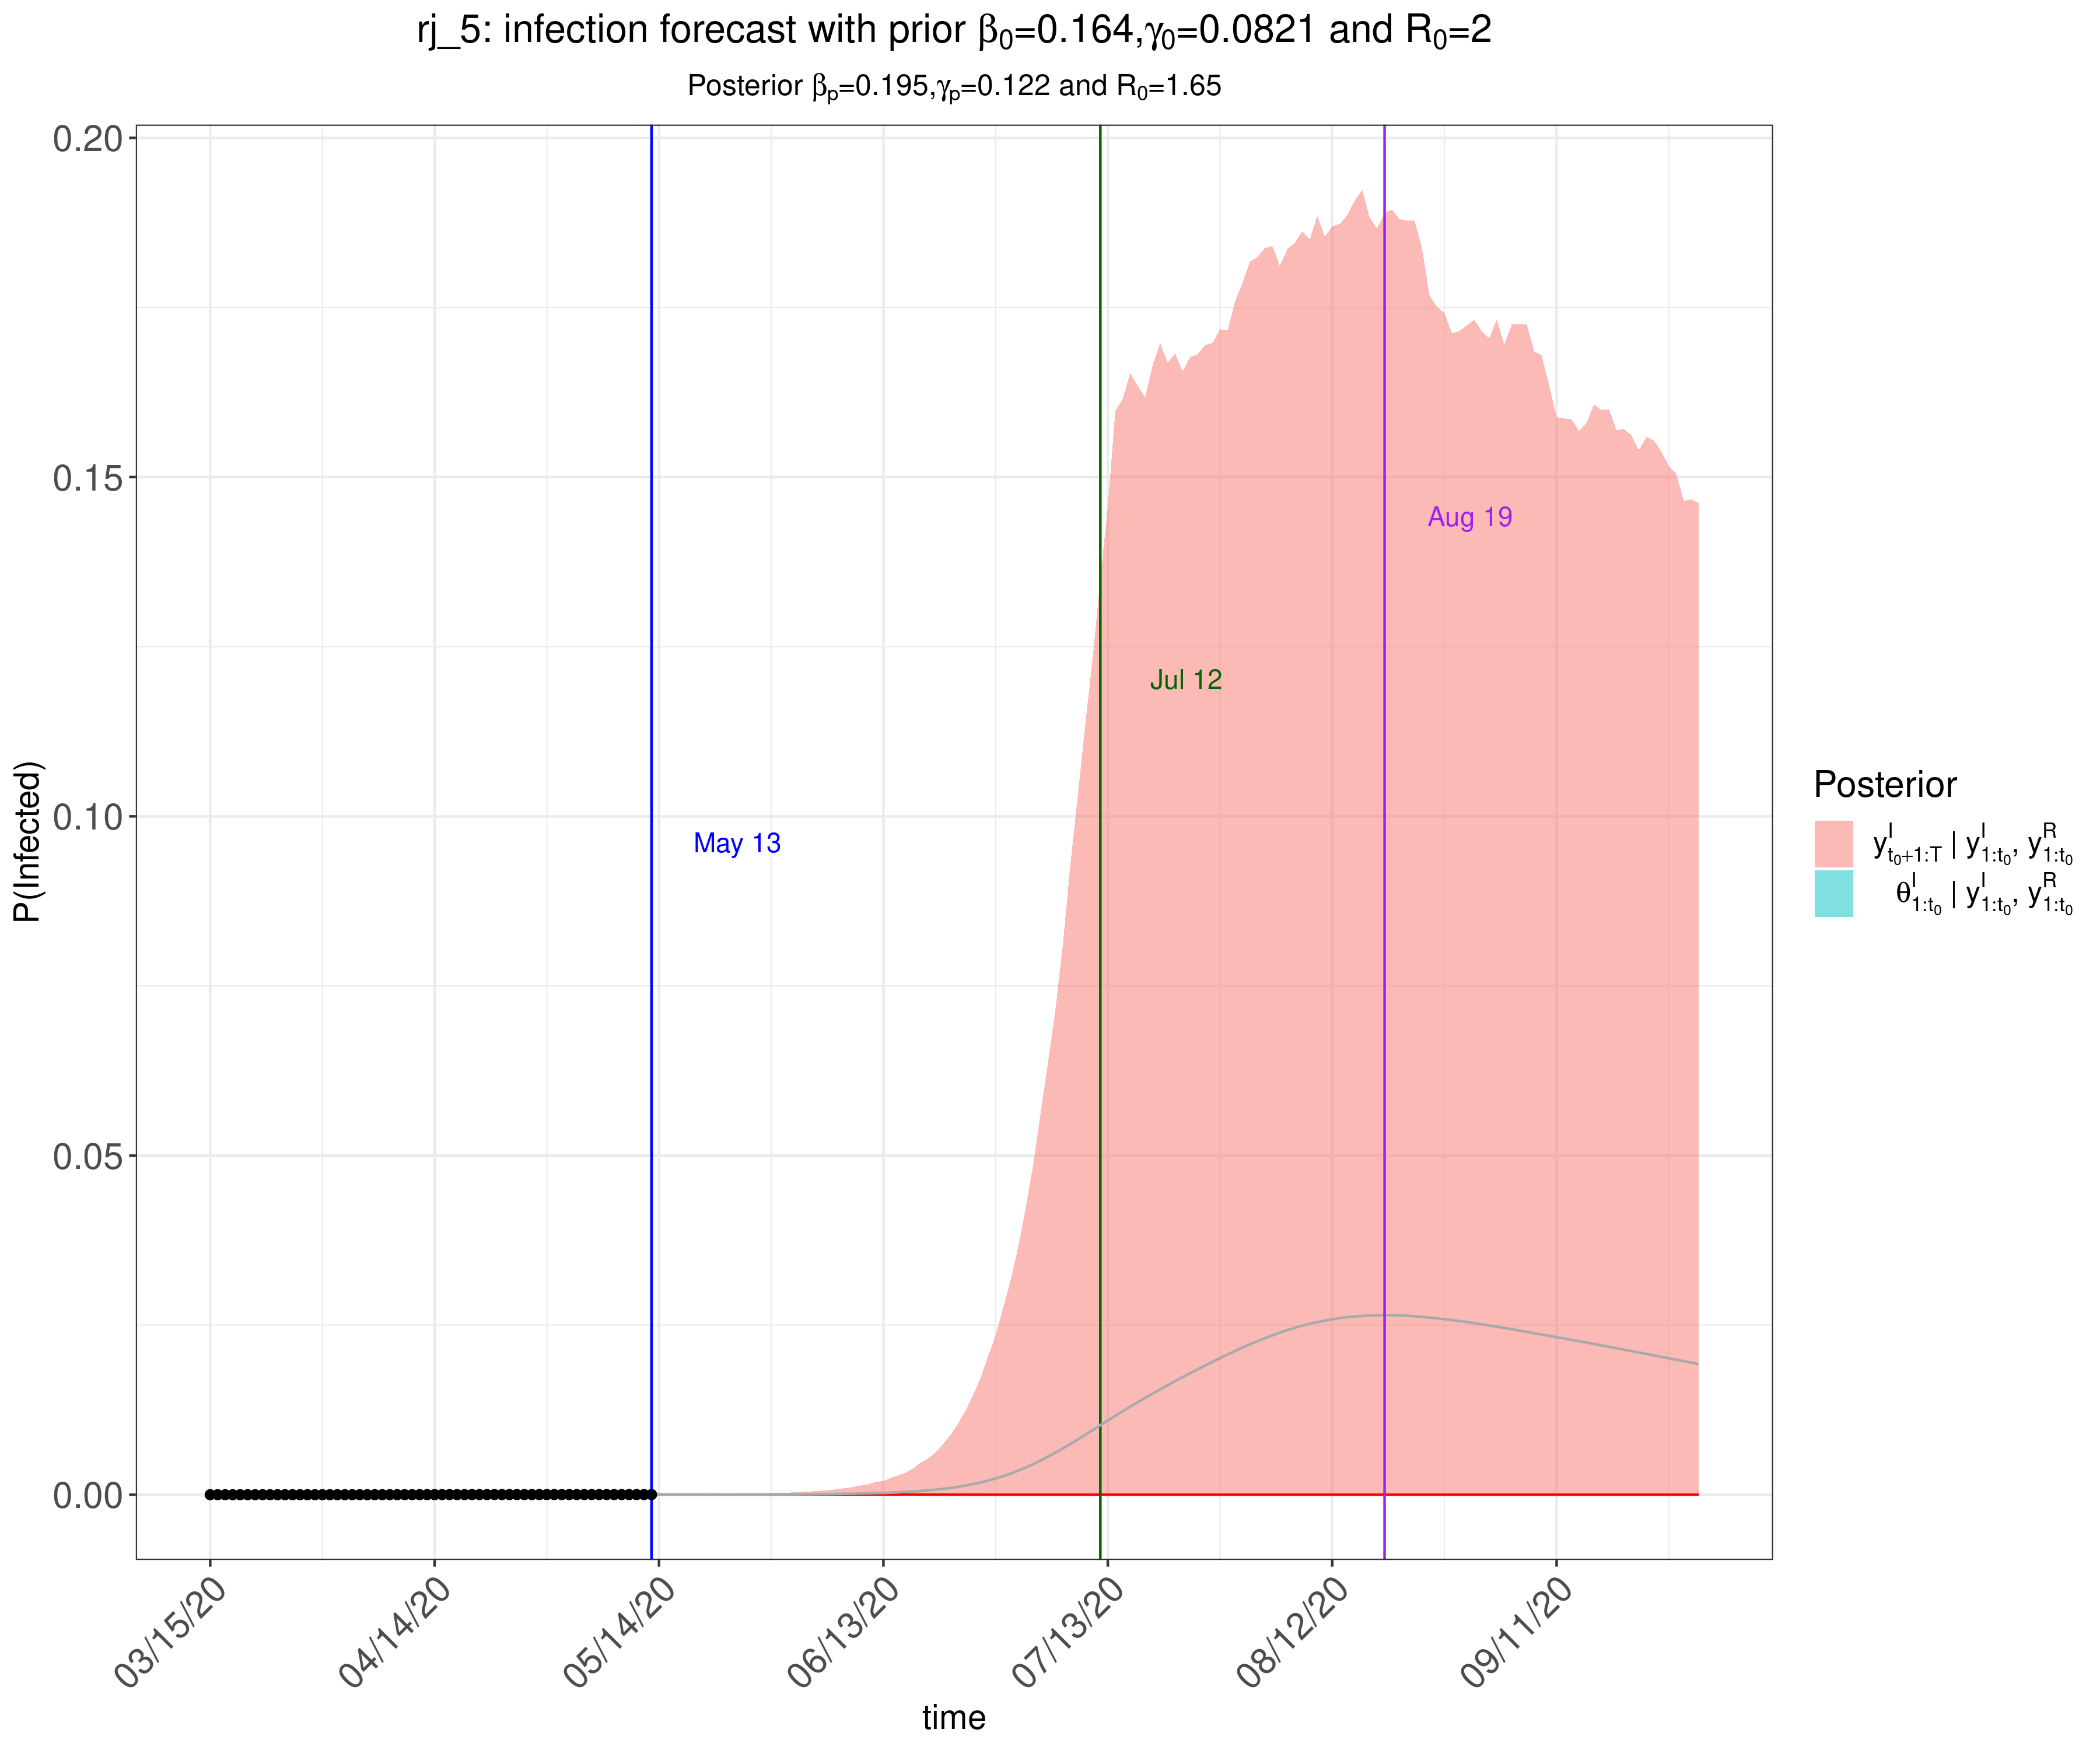 rj_5: infection forecast with prior β₀=0.164,γ₀=0.0821 and R₀=2
Posterior βₚ=0.195,γₚ=0.122 and R₀=1.65
P(Infected)
0.20
0.15
0.10
0.05
0.00
May 13
Jul 12
Aug 19
03/15/20
04/14/20
05/14/20
06/13/20
07/13/20
08/12/20
09/11/20
time
Posterior
y^I_{t₀+1:T} | y^I_{1:t₀}, y^R_{1:t₀}
θ^I_{1:t₀} | y^I_{1:t₀}, y^R_{1:t₀}